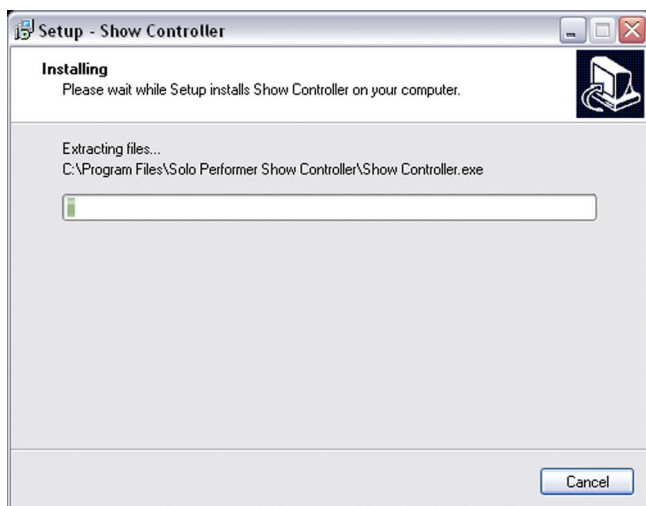 Setup - Show Controller
Installing
Please wait while Setup installs Show Controller on your computer.
Extracting files...
C:\Program Files\Solo Performer Show Controller\Show Controller.exe
Cancel